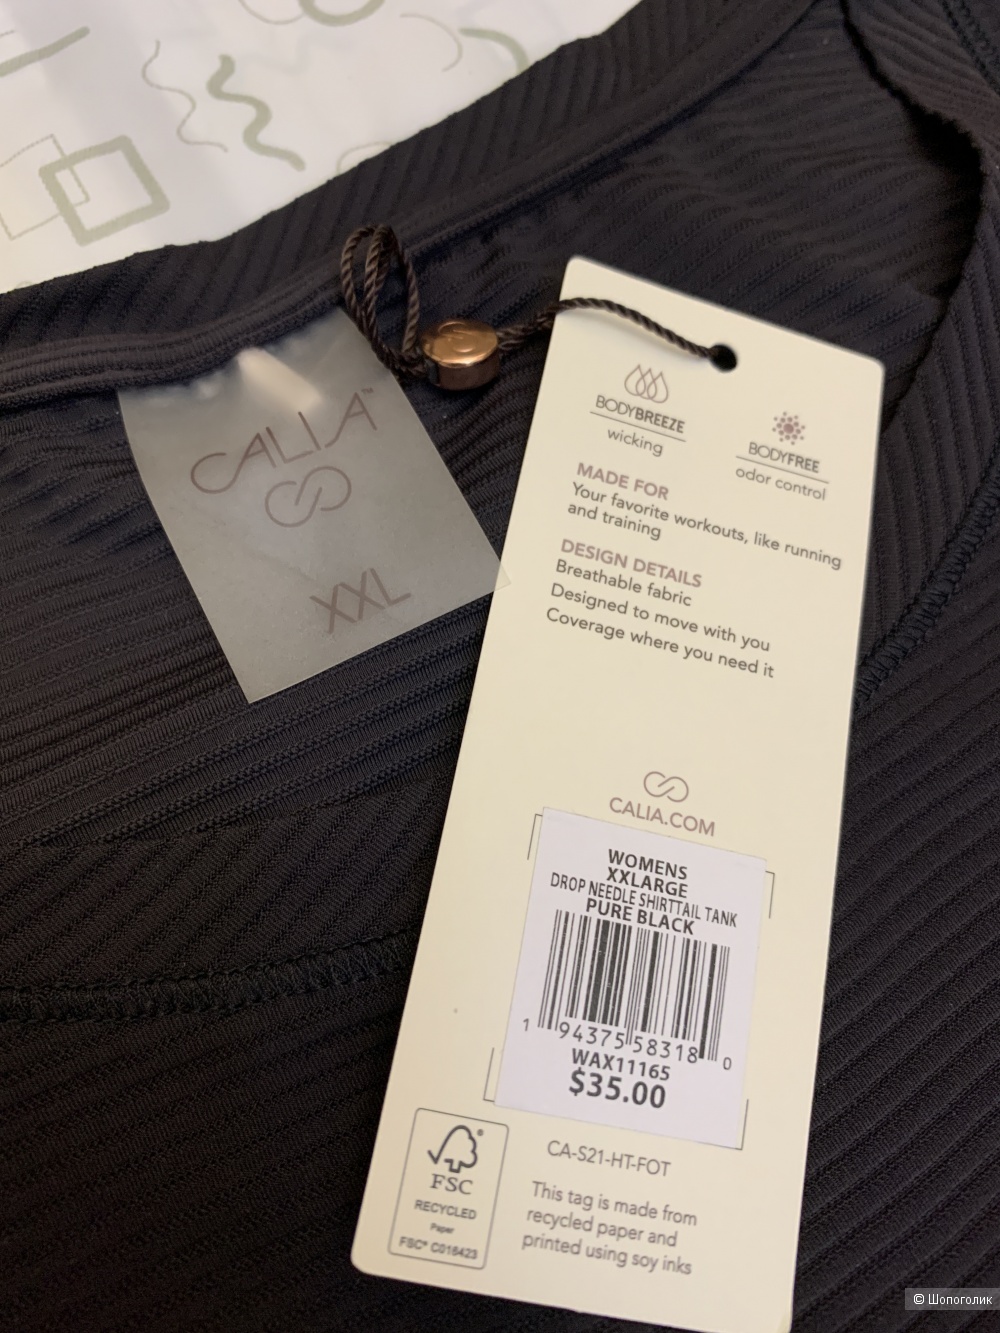 CALIA™
XXL
BODYBREEZE
wicking
BODYFREE
odor control
MADE FOR
Your favorite workouts, like running
and training
DESIGN DETAILS
Breathable fabric
Designed to move with you
Coverage where you need it
CALIA.COM
WOMENS
XXLARGE
DROP NEEDLE SHIRTTAIL TANK
PURE BLACK
1 94375 58318 0
WAX11165
$35.00
FSC®
RECYCLED
Paper
FSC® C016423
CA-S21-HT-FOT
This tag is made from
recycled paper and
printed using soy inks
© Шопоголик